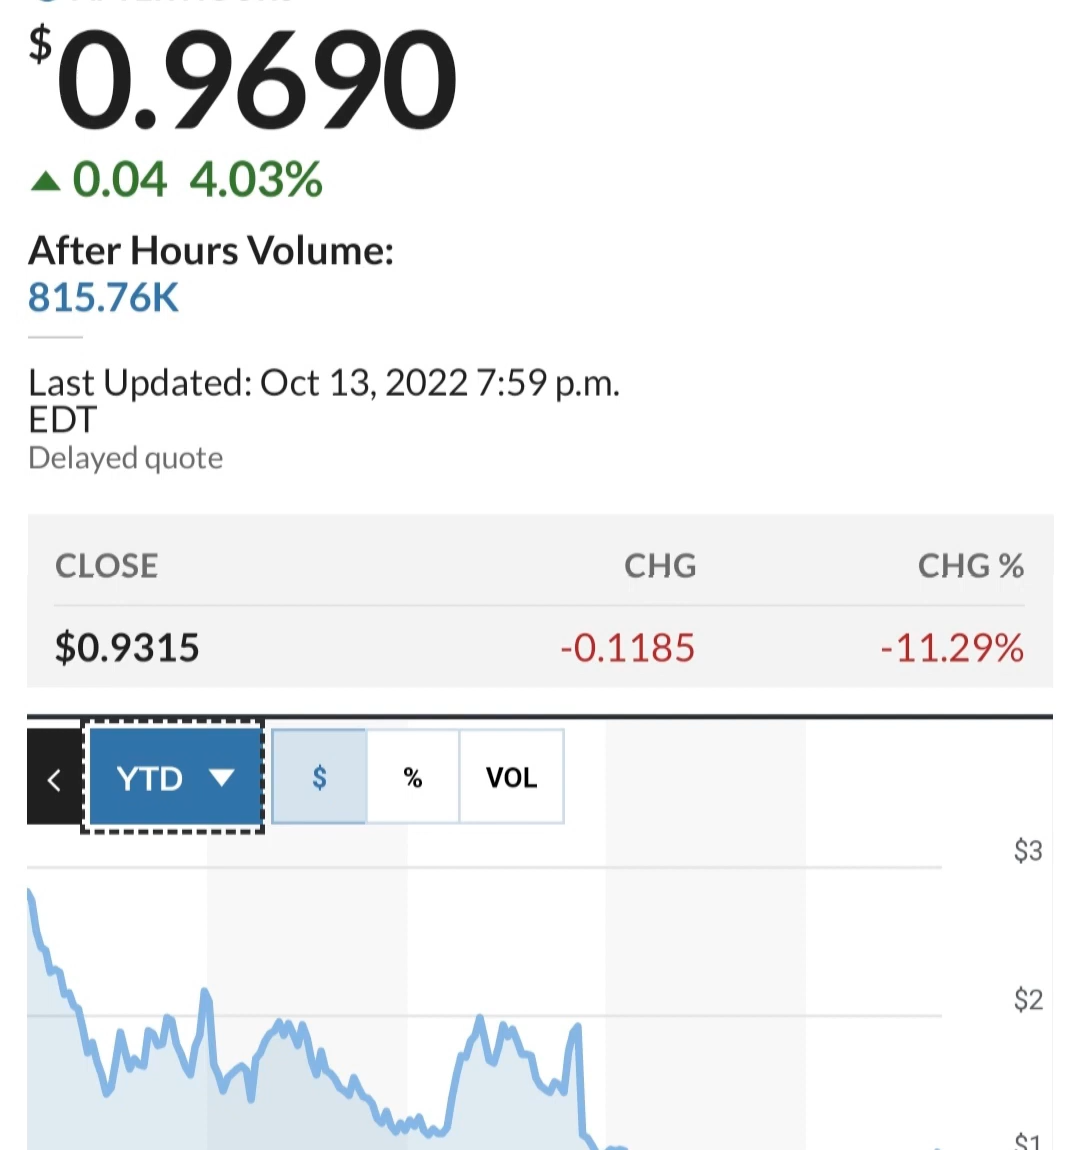 $0.9690
▲ 0.04 4.03%
After Hours Volume:
815.76K
Last Updated: Oct 13, 2022 7:59 p.m.
EDT
Delayed quote
CLOSE CHG CHG %
$0.9315 -0.1185 -11.29%
< YTD ▼ $ % VOL
$3
$2
$1